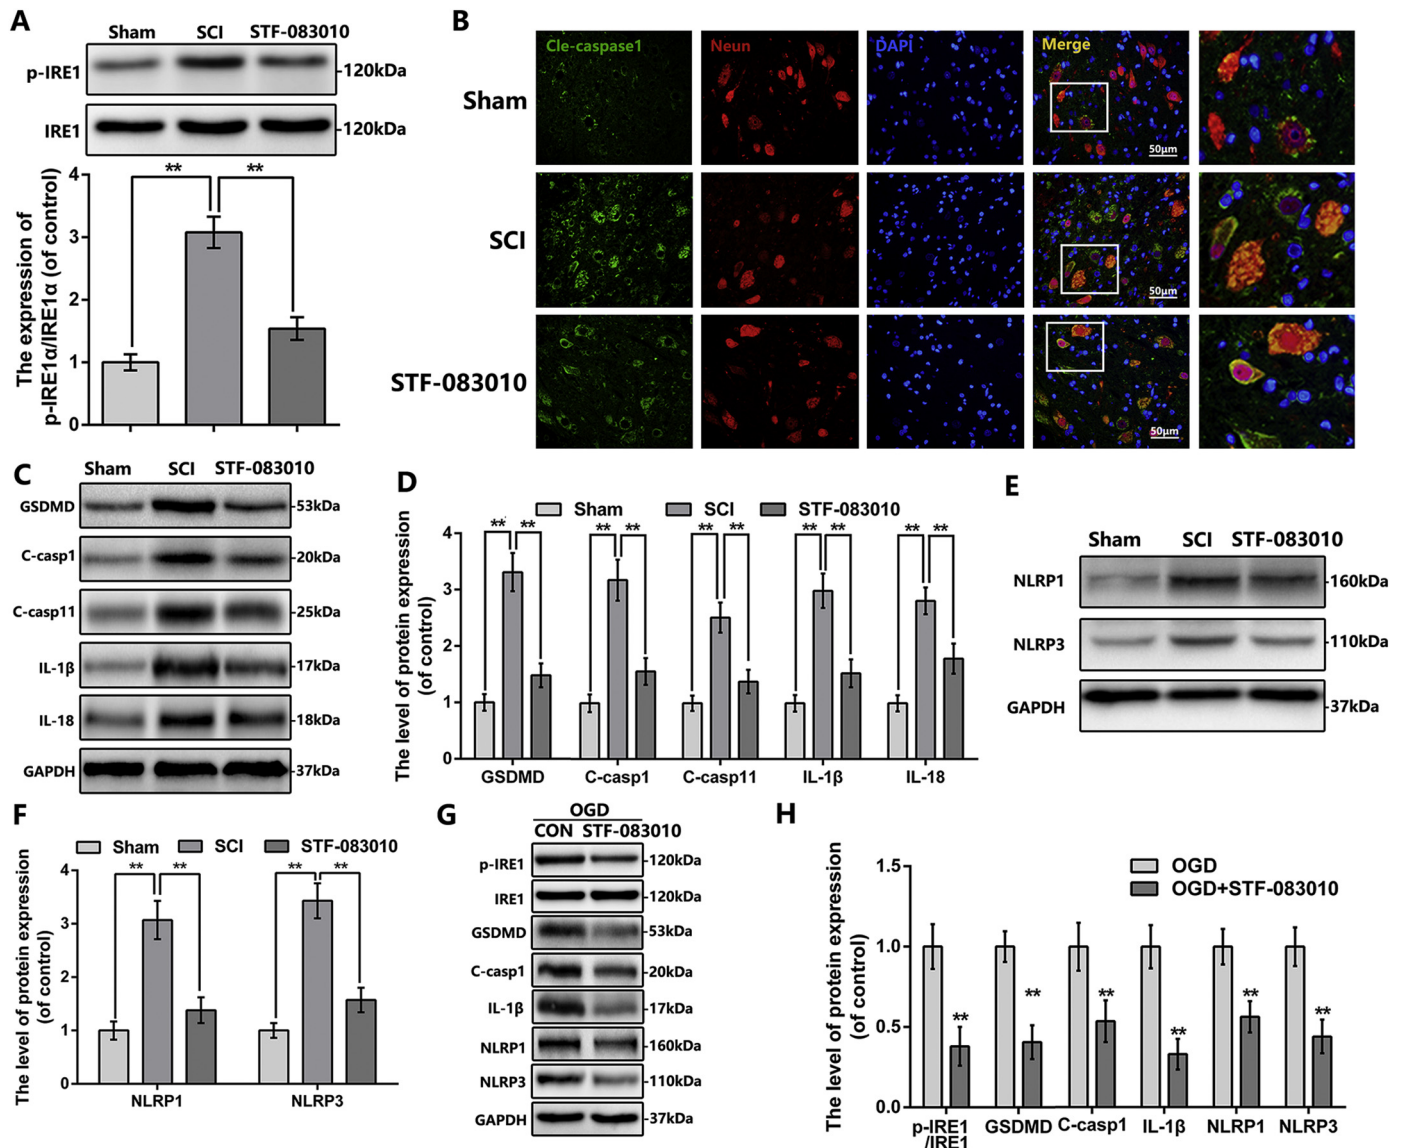 A
Sham SCI STF-083010
p-IRE1 -120kDa
IRE1 -120kDa
The expression of
p-IRE1α/IRE1α (of control)
4
3
2
1
0
** **
B
Cle-caspase1 Neun DAPI Merge
Sham
50μm
SCI
50μm
STF-083010
50μm
C
Sham SCI STF-083010
GSDMD -53kDa
C-casp1 -20kDa
C-casp11 -25kDa
IL-1β -17kDa
IL-18 -18kDa
GAPDH -37kDa
D
Sham SCI STF-083010
The level of protein expression
(of control)
4
3
2
1
0
** ** ** ** ** ** ** ** ** **
GSDMD C-casp1 C-casp11 IL-1β IL-18
E
Sham SCI STF-083010
NLRP1 -160kDa
NLRP3 -110kDa
GAPDH -37kDa
F
Sham SCI STF-083010
The level of protein expression
(of control)
4
3
2
1
0
** ** ** **
NLRP1 NLRP3
G
OGD
CON STF-083010
p-IRE1 -120kDa
IRE1 -120kDa
GSDMD -53kDa
C-casp1 -20kDa
IL-1β -17kDa
NLRP1 -160kDa
NLRP3 -110kDa
GAPDH -37kDa
H
OGD
OGD+STF-083010
The level of protein expression
(of control)
1.5
1.0
0.5
0.0
** ** ** ** ** **
p-IRE1 GSDMD C-casp1 IL-1β NLRP1 NLRP3
/IRE1